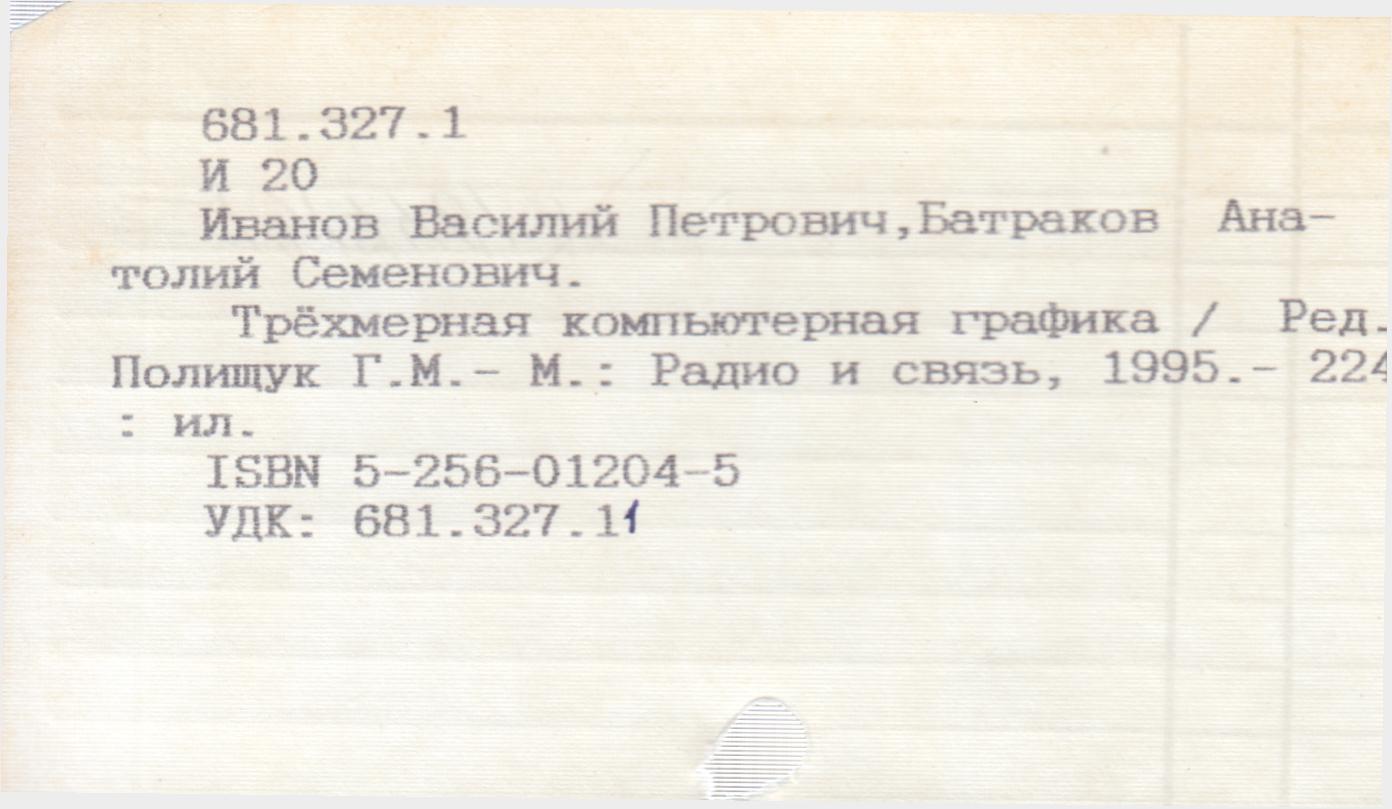 681.327.1
И 20
Иванов Василий Петрович,Батраков Ана-
толий Семенович.
Трёхмерная компьютерная графика / Ред.
Полищук Г.М.- М.: Радио и связь, 1995.- 224
: ил.
ISBN 5-256-01204-5
УДК: 681.327.11